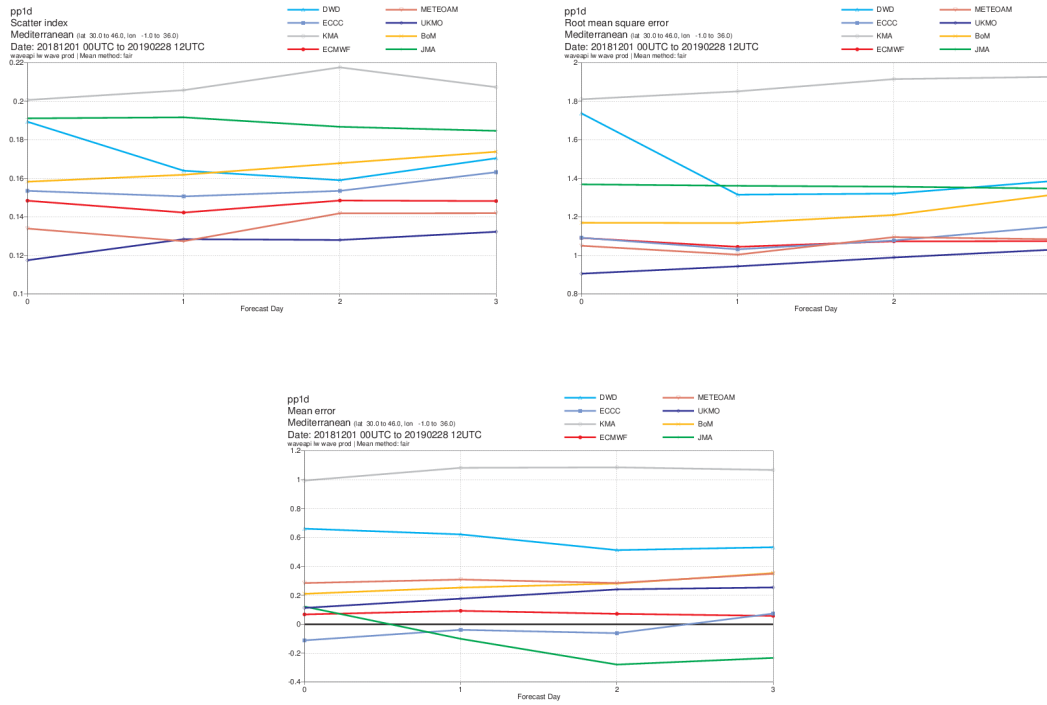 pp1d
Scatter index
Mediterranean (lat 30.0 to 46.0, lon -1.0 to 36.0)
Date: 20181201 00UTC to 20190228 12UTC
waveapi lw wave prod | Mean method: fair
DWD
ECCC
KMA
ECMWF
METEOAM
UKMO
BoM
JMA
0.22
0.2
0.18
0.16
0.14
0.12
0.1
0 1 2 3
Forecast Day
pp1d
Root mean square error
Mediterranean (lat 30.0 to 46.0, lon -1.0 to 36.0)
Date: 20181201 00UTC to 20190228 12UTC
waveapi lw wave prod | Mean method: fair
DWD
ECCC
KMA
ECMWF
METEOAM
UKMO
BoM
JMA
2
1.8
1.6
1.4
1.2
1
0.8
0 1 2
Forecast Day
pp1d
Mean error
Mediterranean (lat 30.0 to 46.0, lon -1.0 to 36.0)
Date: 20181201 00UTC to 20190228 12UTC
waveapi lw wave prod | Mean method: fair
DWD
ECCC
KMA
ECMWF
METEOAM
UKMO
BoM
JMA
1.2
1
0.8
0.6
0.4
0.2
0
-0.2
-0.4
0 1 2 3
Forecast Day